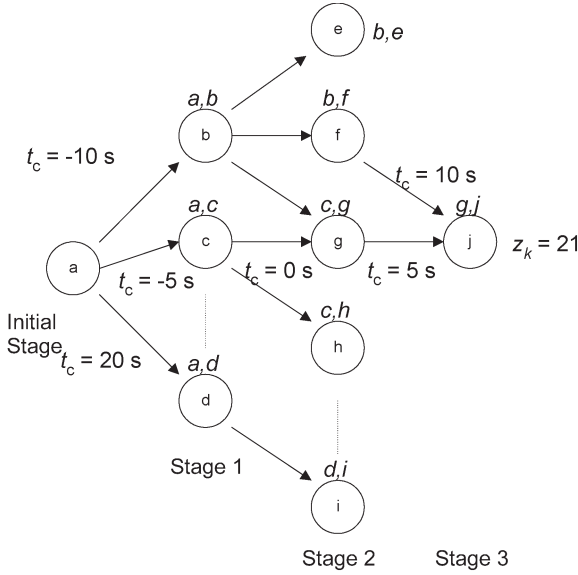 e
b,e
a,b
b,f
b
f
t_c = -10 s
t_c = 10 s
a,c
c,g
g,j
c
g
j
z_k = 21
a
t_c = -5 s
t_c = 0 s
t_c = 5 s
Initial
Stage
c,h
h
t_c = 20 s
a,d
d
Stage 1
d,i
i
Stage 2
Stage 3